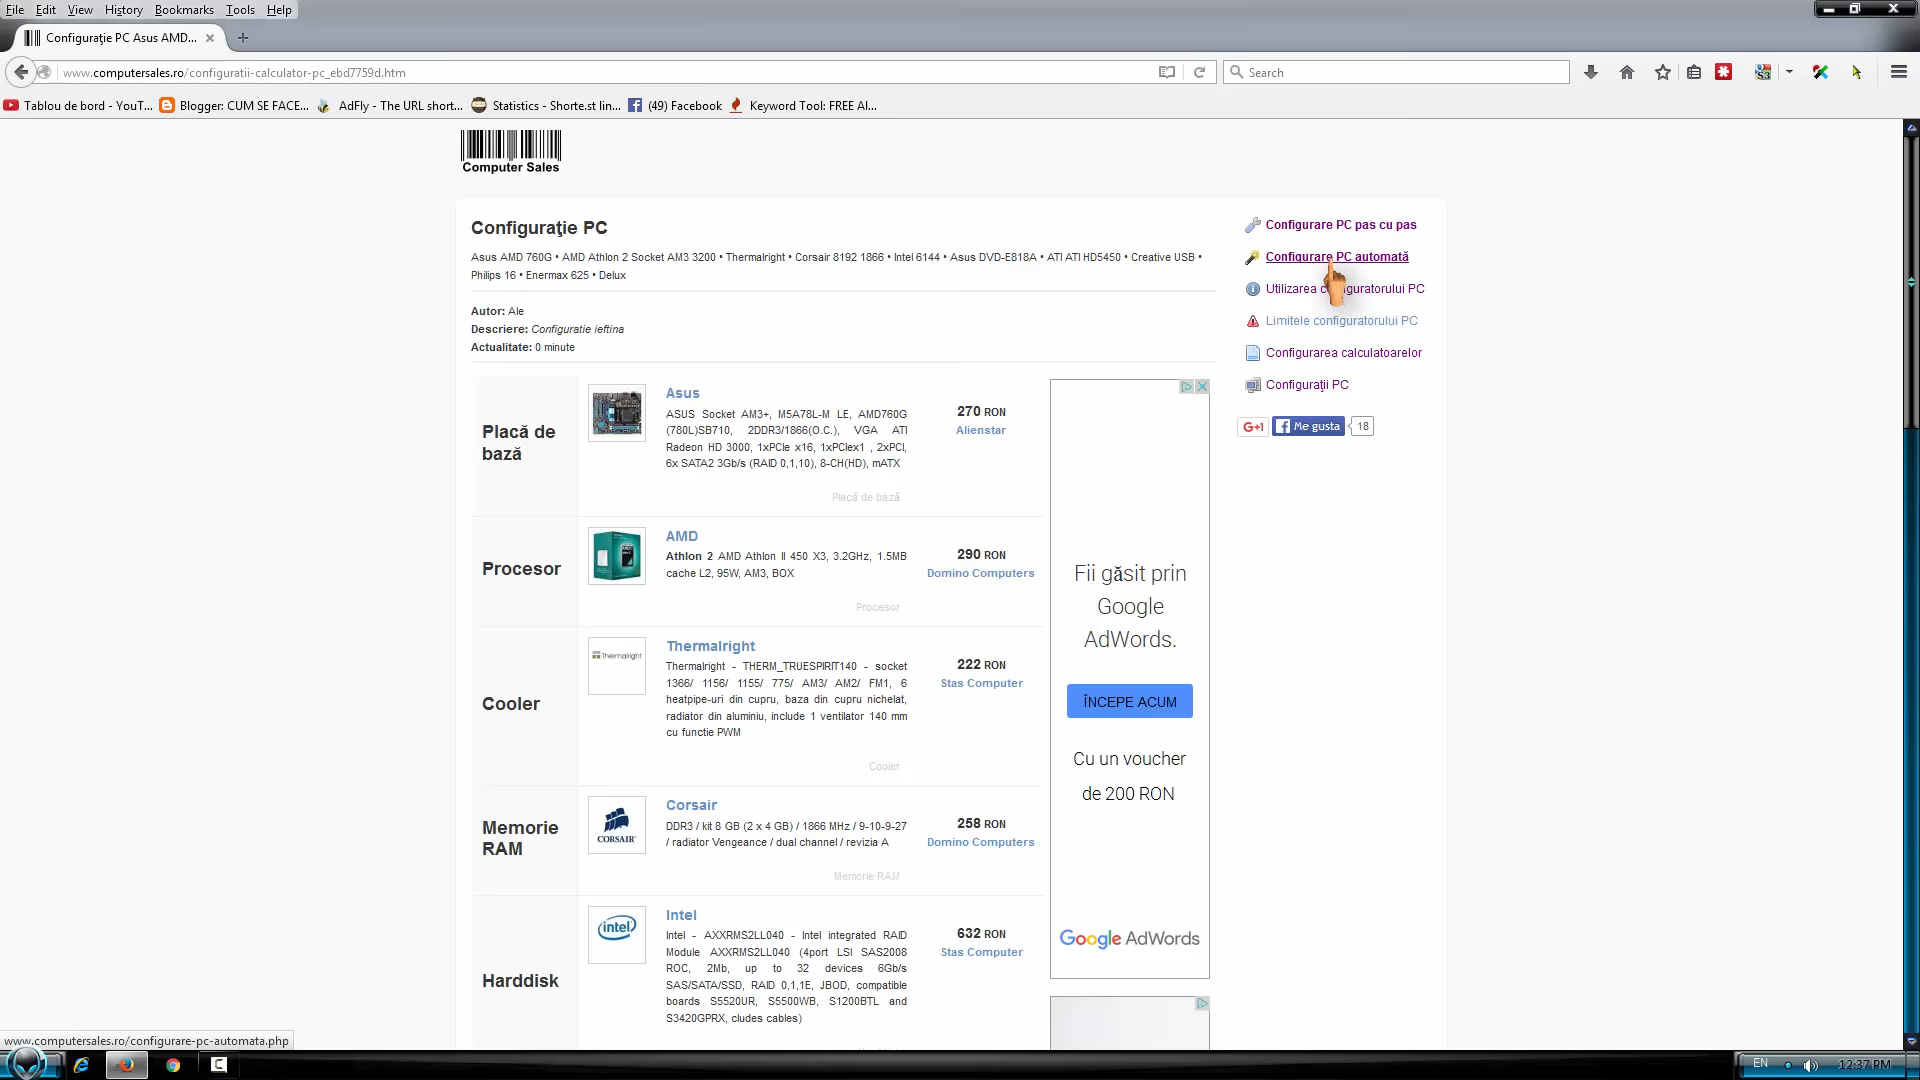 File Edit View History Bookmarks Tools Help
Configuraţie PC Asus AMD...
www.computersales.ro/configuratii-calculator-pc_ebd7759d.htm
Search
Tablou de bord - YouT... Blogger: CUM SE FACE... AdFly - The URL short... Statistics - Shorte.st lin... (49) Facebook Keyword Tool: FREE Al...
Computer Sales
Configuraţie PC
Asus AMD 760G • AMD Athlon 2 Socket AM3 3200 • Thermalright • Corsair 8192 1866 • Intel 6144 • Asus DVD-E818A • ATI ATI HD5450 • Creative USB •
Philips 16 • Enermax 625 • Delux
Autor: Ale
Descriere: Configuratie ieftina
Actualitate: 0 minute
Placă de
bază
Asus
ASUS Socket AM3+, M5A78L-M LE, AMD760G
(780L)SB710, 2DDR3/1866(O.C.), VGA ATI
Radeon HD 3000, 1xPCIe x16, 1xPCIex1 , 2xPCI,
6x SATA2 3Gb/s (RAID 0,1,10), 8-CH(HD), mATX
270 RON
Alienstar
Placă de bază
Procesor
AMD
Athlon 2 AMD Athlon II 450 X3, 3.2GHz, 1.5MB
cache L2, 95W, AM3, BOX
290 RON
Domino Computers
Procesor
Cooler
Thermalright
Thermalright
Thermalright - THERM_TRUESPIRIT140 - socket
1366/ 1156/ 1155/ 775/ AM3/ AM2/ FM1, 6
heatpipe-uri din cupru, baza din cupru nichelat,
radiator din aluminiu, include 1 ventilator 140 mm
cu functie PWM
222 RON
Stas Computer
Cooler
Memorie
RAM
CORSAIR
Corsair
DDR3 / kit 8 GB (2 x 4 GB) / 1866 MHz / 9-10-9-27
/ radiator Vengeance / dual channel / revizia A
258 RON
Domino Computers
Memorie RAM
Harddisk
intel
Intel
Intel - AXXRMS2LL040 - Intel integrated RAID
Module AXXRMS2LL040 (4port LSI SAS2008
ROC, 2Mb, up to 32 devices 6Gb/s
SAS/SATA/SSD, RAID 0,1,1E, JBOD, compatible
boards S5520UR, S5500WB, S1200BTL and
S3420GPRX, cludes cables)
632 RON
Stas Computer
Fii găsit prin
Google
AdWords.
ÎNCEPE ACUM
Cu un voucher
de 200 RON
Google AdWords
Configurare PC pas cu pas
Configurare PC automată
Utilizarea configuratorului PC
Limitele configuratorului PC
Configurarea calculatoarelor
Configuraţii PC
G+1 Me gusta 18
www.computersales.ro/configurare-pc-automata.php
EN 12:37 PM